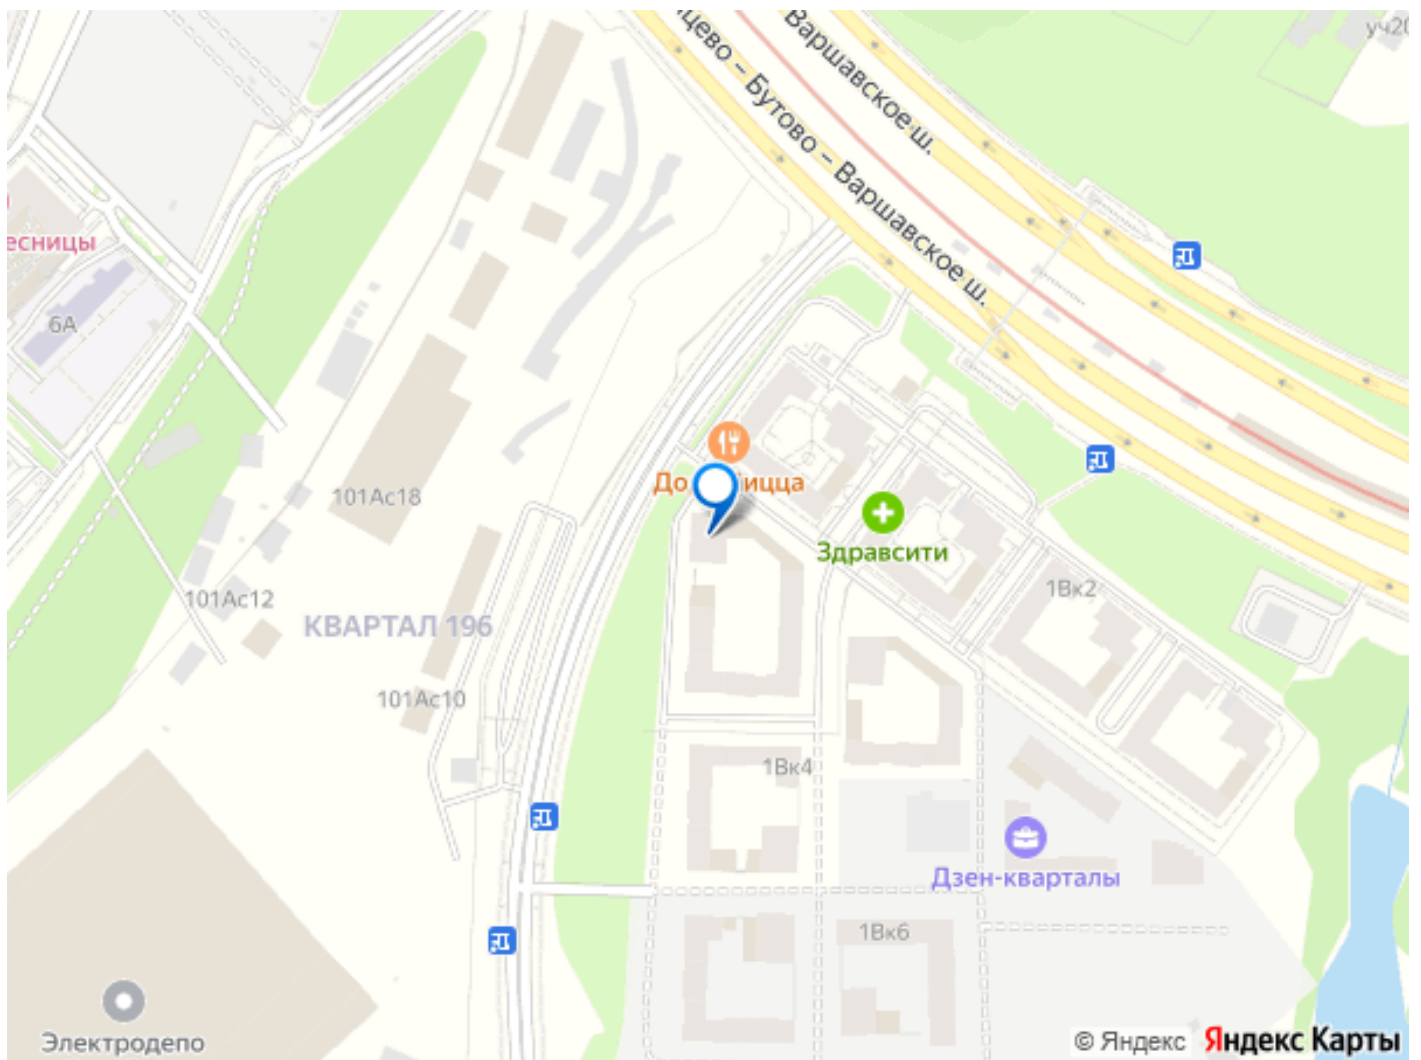 уч20
Варшавское ш.
цево – Бутово – Варшавское ш.
есницы
6А
До
ицца
101Ас18
Здравсити
1Вк2
101Ас12
КВАРТАЛ 196
101Ас10
1Вк4
Дзен-кварталы
1Вк6
Электродепо
© Яндекс Яндекс Карты